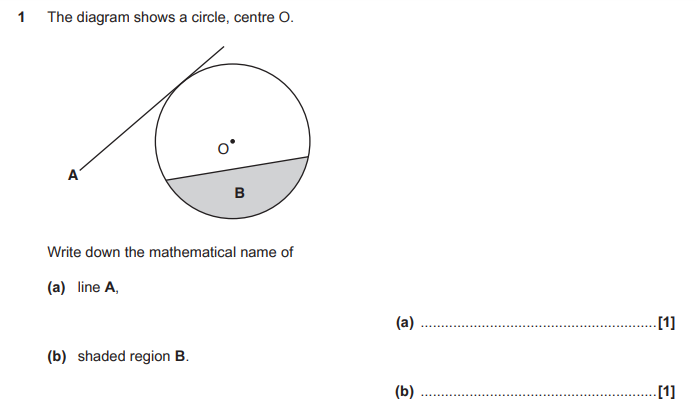 1 The diagram shows a circle, centre O.
O
A
B
Write down the mathematical name of
(a) line A,
(a) ........................................................... [1]
(b) shaded region B.
(b) ........................................................... [1]